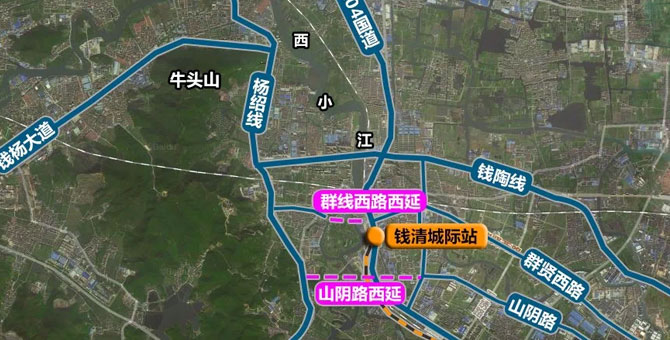 04国道
西
小
江
牛头山
杨绍线
钱杨大道
钱陶线
群线西路西延
钱清城际站
群贤西路
山阴路西延
山阴路